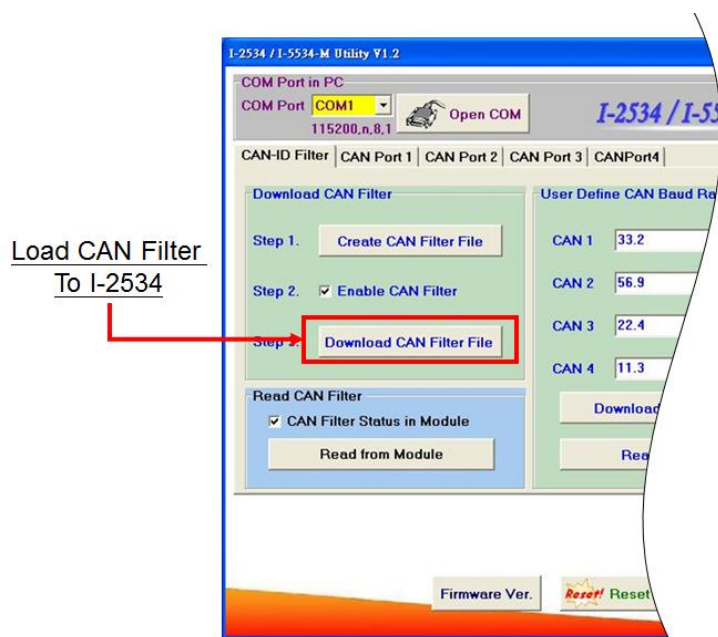 I-2534 / I-5534-M Utility V1.2
COM Port in PC
COM Port COM1
115200,n,8,1
Open COM
I-2534 / I-55
CAN-ID Filter CAN Port 1 CAN Port 2 CAN Port 3 CANPort4
Download CAN Filter
Step 1. Create CAN Filter File
Step 2. Enable CAN Filter
Step 3. Download CAN Filter File
Read CAN Filter
CAN Filter Status in Module
Read from Module
User Define CAN Baud Ra
CAN 1 33.2
CAN 2 56.9
CAN 3 22.4
CAN 4 11.3
Download
Rea
Firmware Ver. Reset! Reset
Load CAN Filter
To I-2534